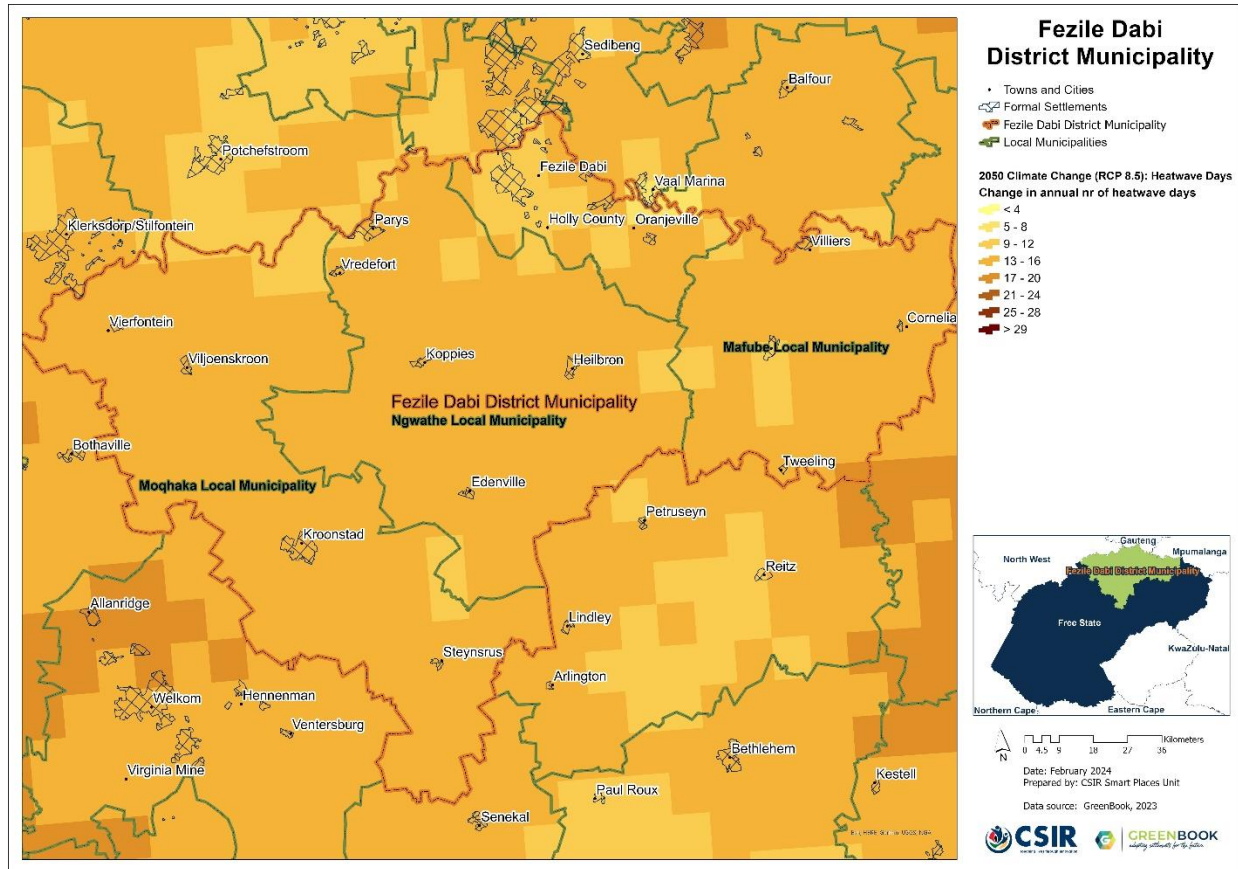 Fezile Dabi
District Municipality
Towns and Cities
Formal Settlements
Fezile Dabi District Municipality
Local Municipalities
2050 Climate Change (RCP 8.5): Heatwave Days
Change in annual nr of heatwave days
< 4
5 - 8
9 - 12
13 - 16
17 - 20
21 - 24
25 - 28
> 29
Sedibeng
Balfour
Potchefstroom
Fezile Dabi
Vaal Marina
Klerksdorp/Stilfontein
Parys
Holly County
Oranjeville
Villiers
Vredefort
Vierfontein
Cornelia
Viljoenskroon
Koppies
Heilbron
Mafube Local Municipality
Fezile Dabi District Municipality
Ngwathe Local Municipality
Bothaville
Tweeling
Moqhaka Local Municipality
Edenville
Petruseyn
Kroonstad
Reitz
Allanridge
Lindley
Steynsrus
Arlington
Welkom
Hennenman
Ventersburg
Bethlehem
Virginia Mine
Kestell
Paul Roux
Senekal
Gauteng
North West
Mpumalanga
Fezile Dabi District Municipality
Free State
KwaZulu-Natal
Northern Cape
Eastern Cape
N
Kilometers
0 4.5 9 18 27 36
Date: February 2024
Prepared by: CSIR Smart Places Unit
Data source: GreenBook, 2023
CSIR
GREENBOOK
adapting settlements for the future